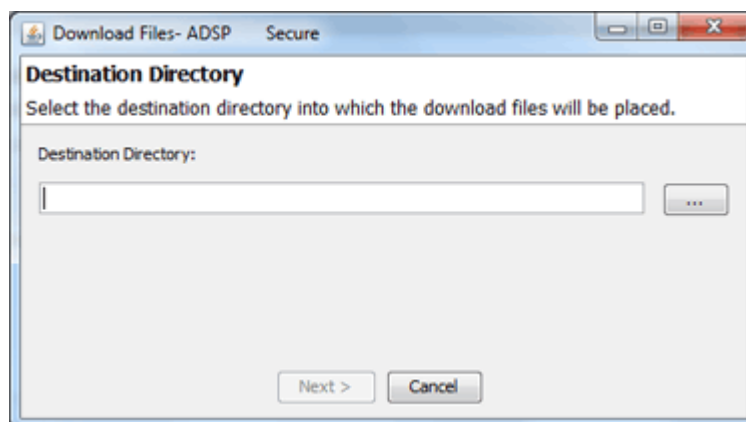 Download Files- ADSP Secure
Destination Directory
Select the destination directory into which the download files will be placed.
Destination Directory:
...
Next > Cancel